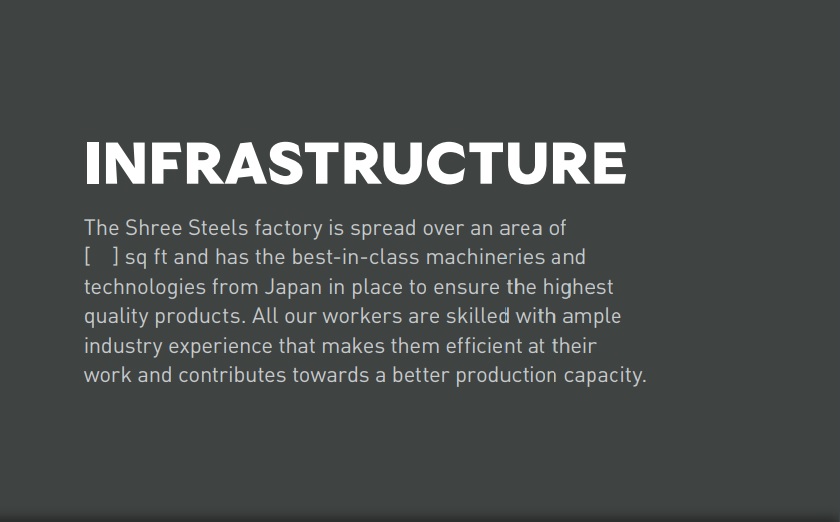 INFRASTRUCTURE
The Shree Steels factory is spread over an area of
[   ] sq ft and has the best-in-class machineries and
technologies from Japan in place to ensure the highest
quality products. All our workers are skilled with ample
industry experience that makes them efficient at their
work and contributes towards a better production capacity.